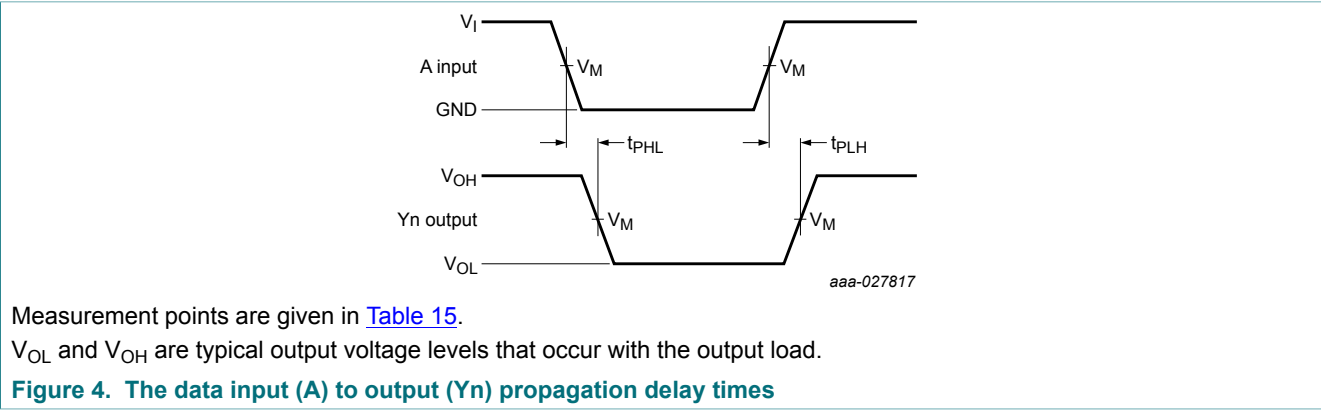 VI
A input
VM
VM
GND
tPHL
tPLH
VOH
Yn output
VM
VM
VOL
aaa-027817
Measurement points are given in Table 15.
VOL and VOH are typical output voltage levels that occur with the output load.
Figure 4. The data input (A) to output (Yn) propagation delay times